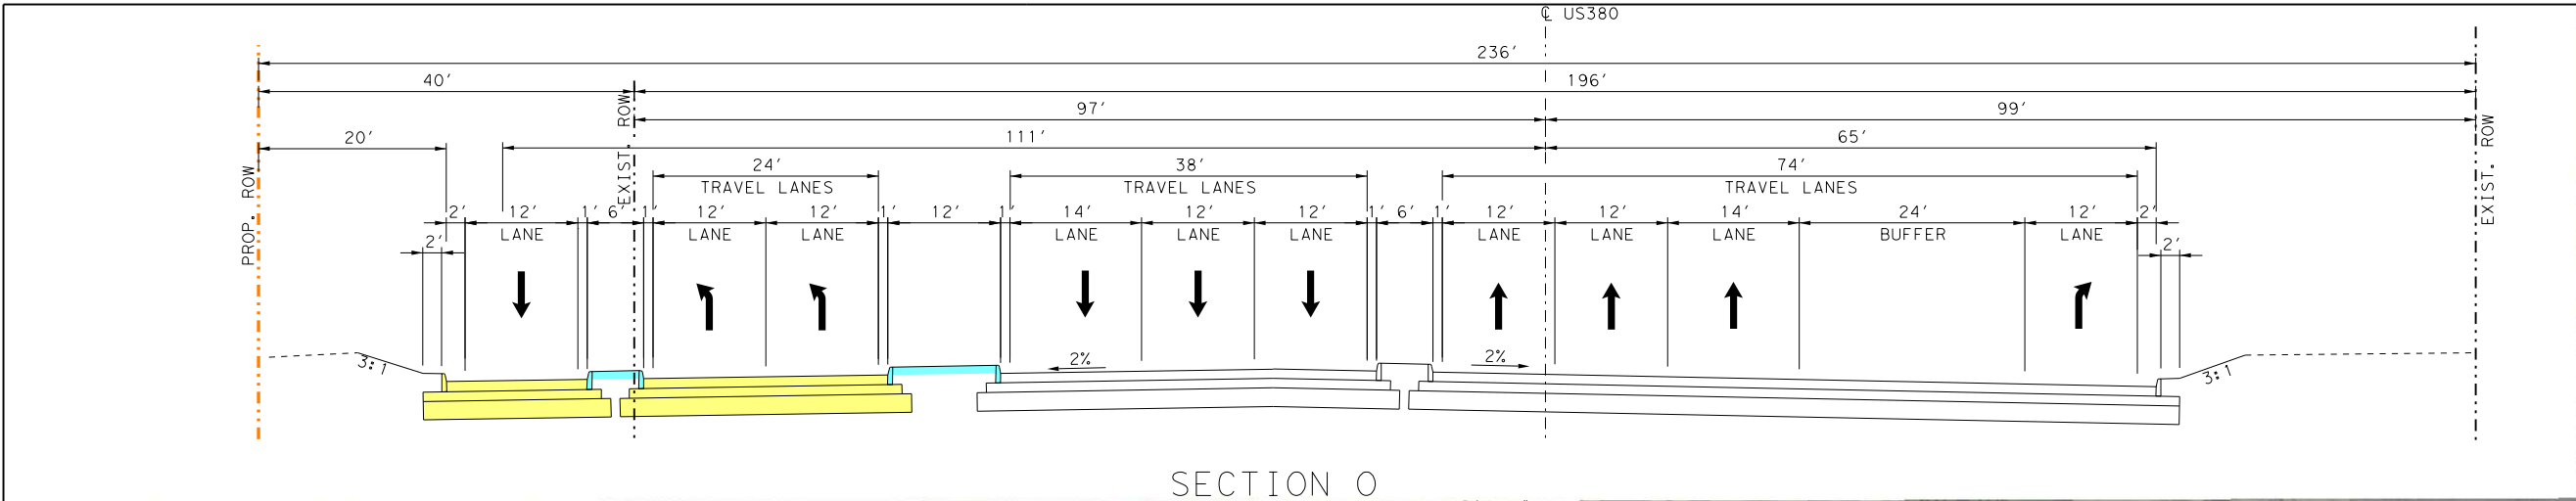 ℄ US380
236'
40' 196'
97' 99'
20' 111' 65'
24' 38' 74'
TRAVEL LANES TRAVEL LANES TRAVEL LANES
2' 12' 1' 6' 1' 12' 12' 1' 12' 1' 14' 12' 12' 1' 6' 1' 12' 12' 14' 24' 12' 2'
LANE LANE LANE LANE LANE LANE LANE LANE LANE BUFFER LANE
2' 2'
PROP. ROW
EXIST. ROW
EXIST. ROW
3:1 2% 2% 3:1
SECTION O